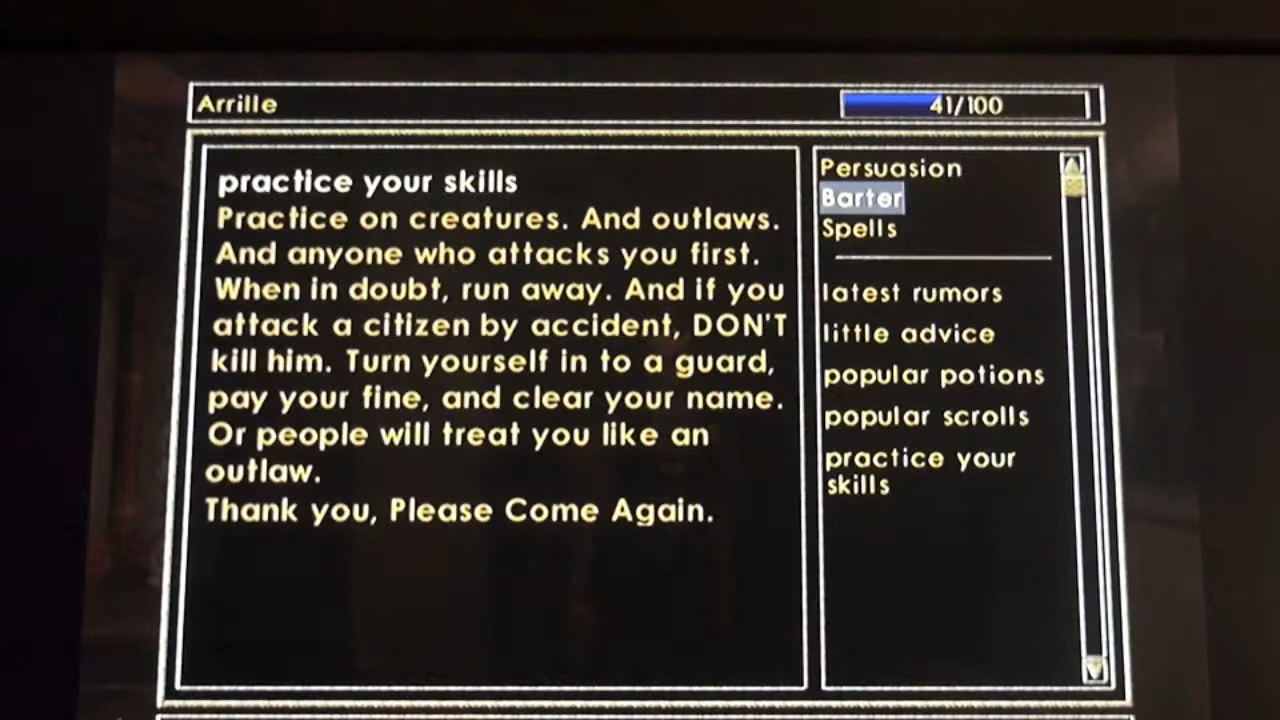 Arrille
41/100
practice your skills
Practice on creatures. And outlaws.
And anyone who attacks you first.
When in doubt, run away. And if you
attack a citizen by accident, DON'T
kill him. Turn yourself in to a guard,
pay your fine, and clear your name.
Or people will treat you like an
outlaw.
Thank you, Please Come Again.
Persuasion
Barter
Spells
latest rumors
little advice
popular potions
popular scrolls
practice your
skills